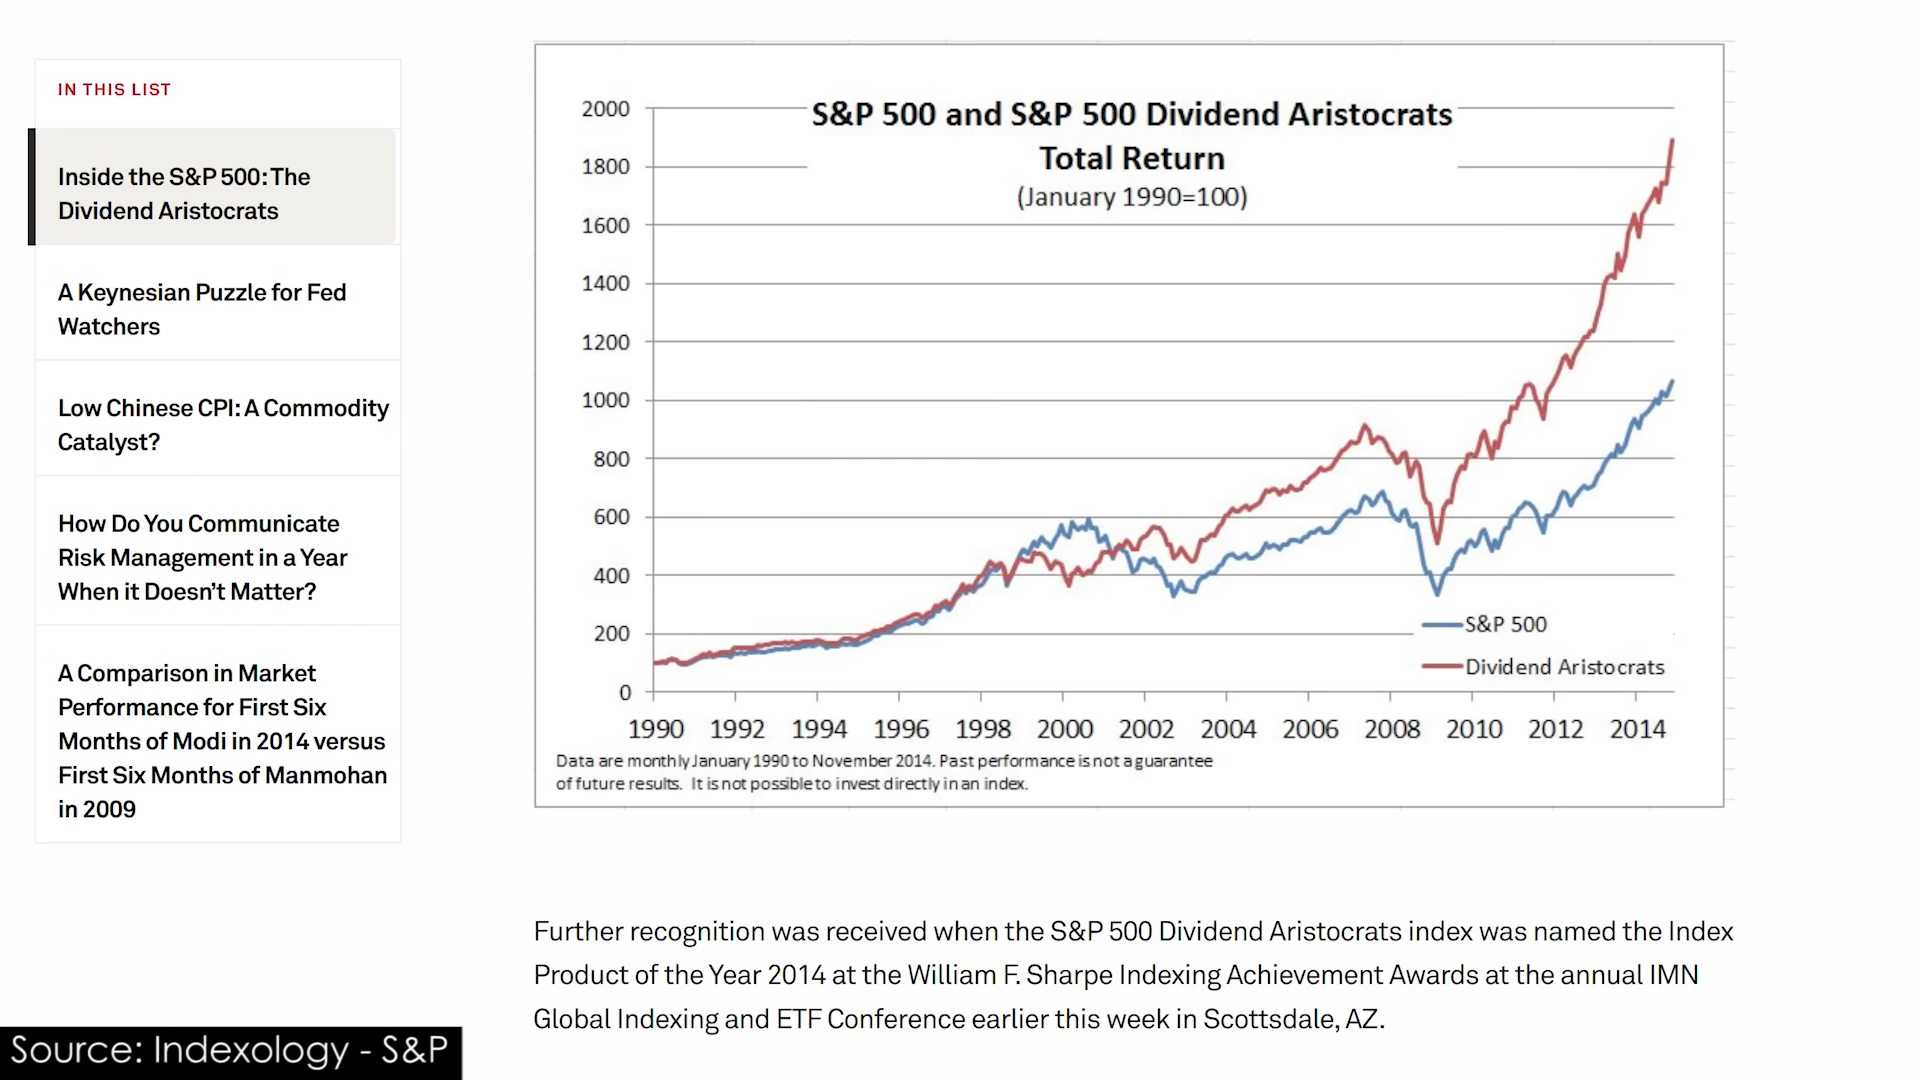 IN THIS LIST
Inside the S&P 500: The
Dividend Aristocrats
A Keynesian Puzzle for Fed
Watchers
Low Chinese CPI: A Commodity
Catalyst?
How Do You Communicate
Risk Management in a Year
When it Doesn't Matter?
A Comparison in Market
Performance for First Six
Months of Modi in 2014 versus
First Six Months of Manmohan
in 2009
S&P 500 and S&P 500 Dividend Aristocrats
Total Return
(January 1990=100)
2000
1800
1600
1400
1200
1000
800
600
400
200
0
1990 1992 1994 1996 1998 2000 2002 2004 2006 2008 2010 2012 2014
S&P 500
Dividend Aristocrats
Data are monthly January 1990 to November 2014. Past performance is not a guarantee
of future results. It is not possible to invest directly in an index.
Further recognition was received when the S&P 500 Dividend Aristocrats index was named the Index
Product of the Year 2014 at the William F. Sharpe Indexing Achievement Awards at the annual IMN
Global Indexing and ETF Conference earlier this week in Scottsdale, AZ.
Source: Indexology - S&P